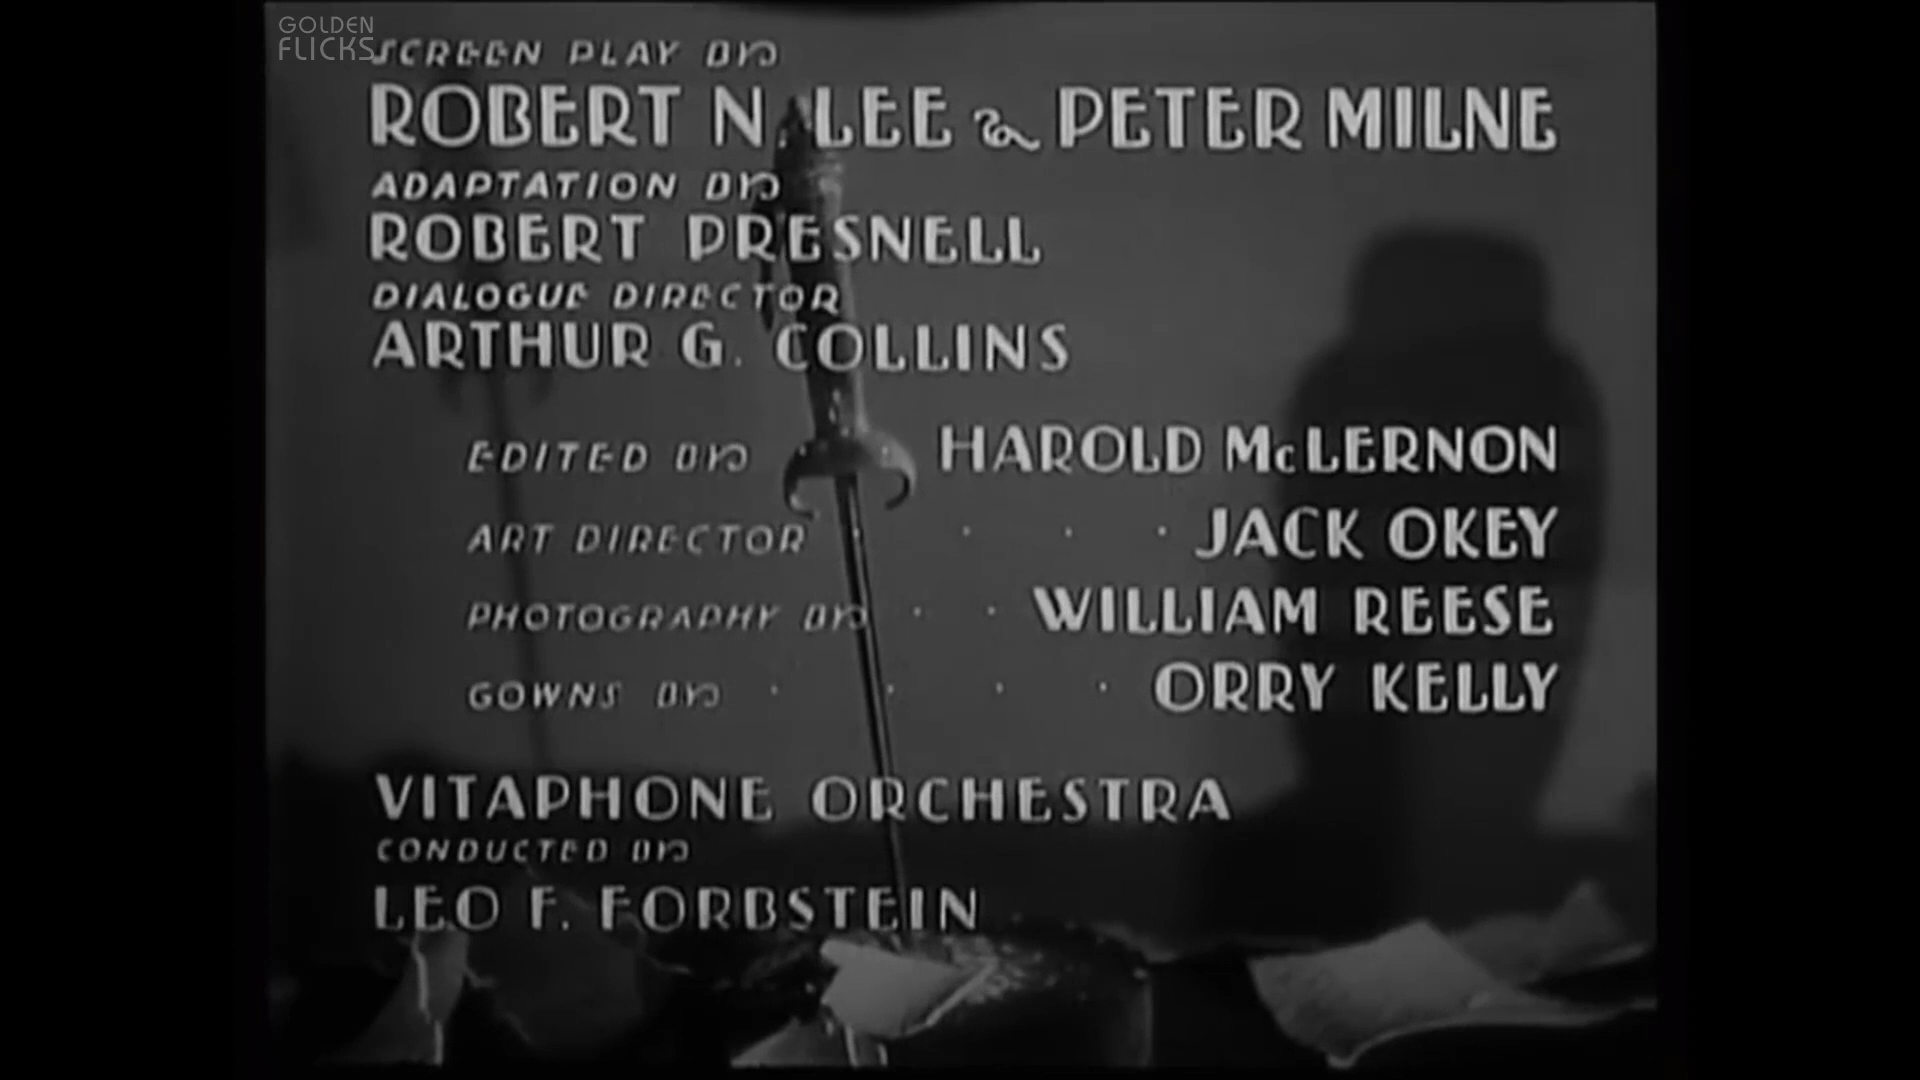 GOLDEN
FLICKS
SCREEN PLAY BY
ROBERT N. LEE & PETER MILNE
ADAPTATION BY
ROBERT PRESNELL
DIALOGUE DIRECTOR
ARTHUR G. COLLINS
EDITED BY HAROLD McLERNON
ART DIRECTOR . . . . JACK OKEY
PHOTOGRAPHY BY . . WILLIAM REESE
GOWNS BY . . . . ORRY KELLY
VITAPHONE ORCHESTRA
CONDUCTED BY
LEO F. FORBSTEIN